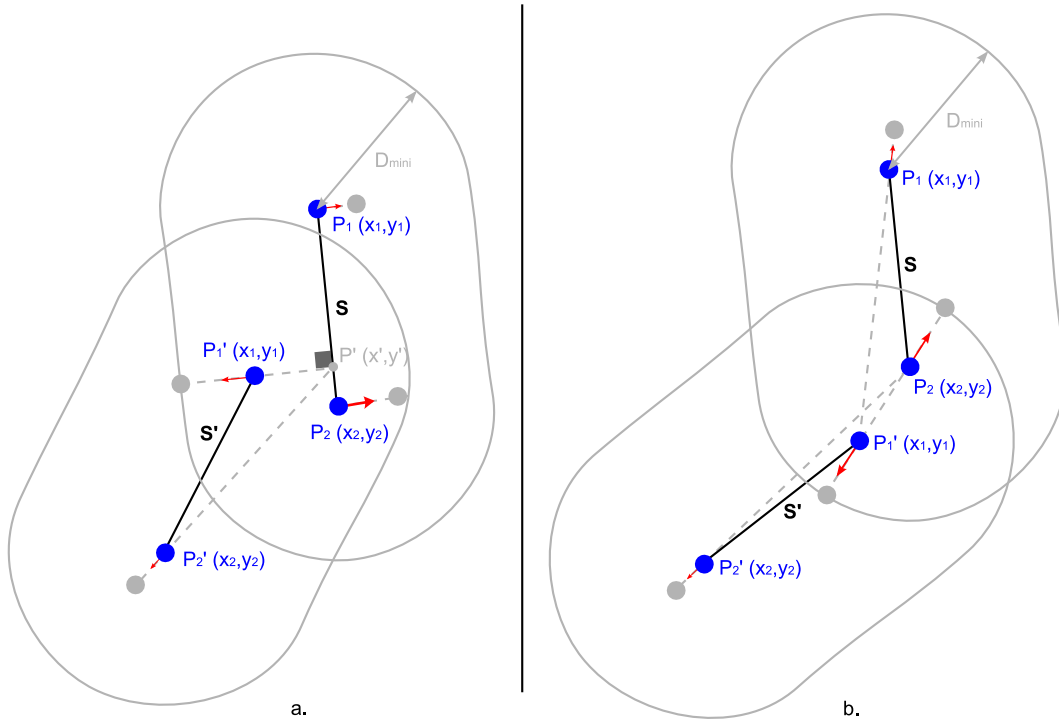 Dmini
P1 (x1,y1)
S
P1' (x1,y1)
P' (x',y')
P2 (x2,y2)
S'
P2' (x2,y2)
a.
Dmini
P1 (x1,y1)
S
P2 (x2,y2)
P1' (x1,y1)
S'
P2' (x2,y2)
b.